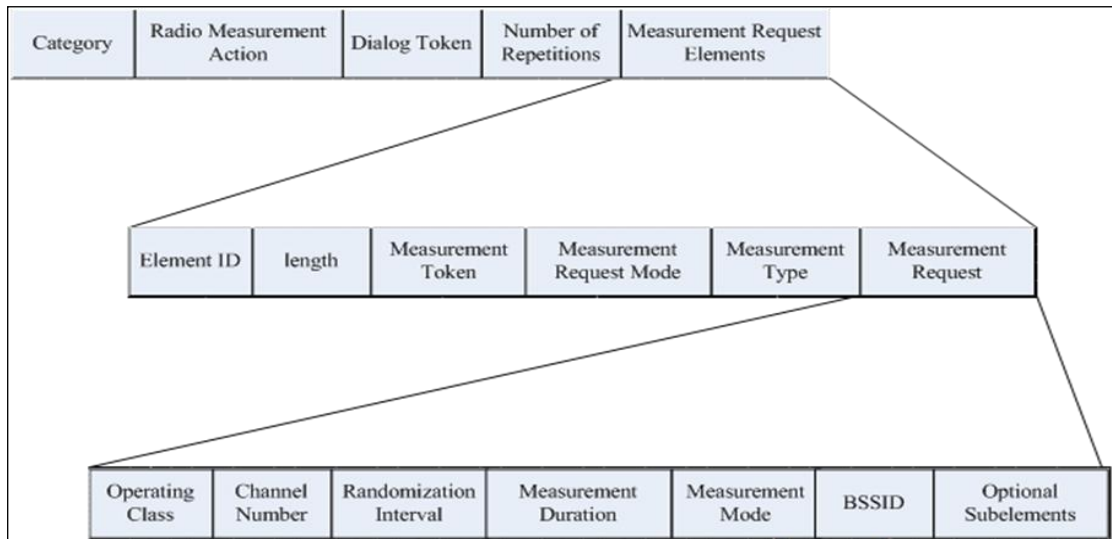 Category
Radio Measurement
Action
Dialog Token
Number of
Repetitions
Measurement Request
Elements
Element ID
length
Measurement
Token
Measurement
Request Mode
Measurement
Type
Measurement
Request
Operating
Class
Channel
Number
Randomization
Interval
Measurement
Duration
Measurement
Mode
BSSID
Optional
Subelements